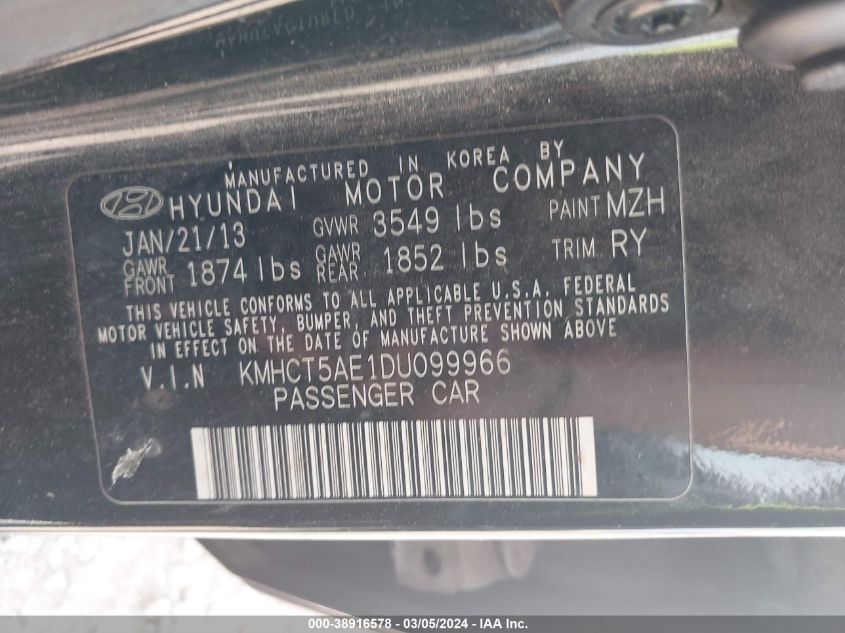 MANUFACTURED IN KOREA BY
HYUNDAI MOTOR COMPANY
JAN/21/13 GVWR 3549 lbs PAINT MZH
GAWR FRONT 1874 lbs GAWR REAR 1852 lbs TRIM RY
THIS VEHICLE CONFORMS TO ALL APPLICABLE U.S.A. FEDERAL
MOTOR VEHICLE SAFETY, BUMPER, AND THEFT PREVENTION STANDARDS
IN EFFECT ON THE DATE OF MANUFACTURE SHOWN ABOVE
V.I.N KMHCT5AE1DU099966
PASSENGER CAR
000-38916578 - 03/05/2024 - IAA Inc.